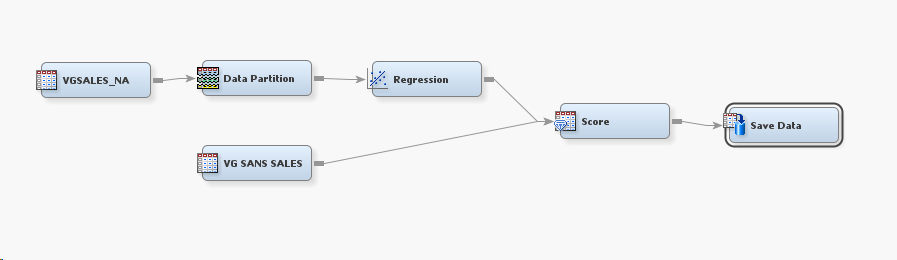 VGSALES_NA
Data Partition
Regression
VG SANS SALES
Score
Save Data